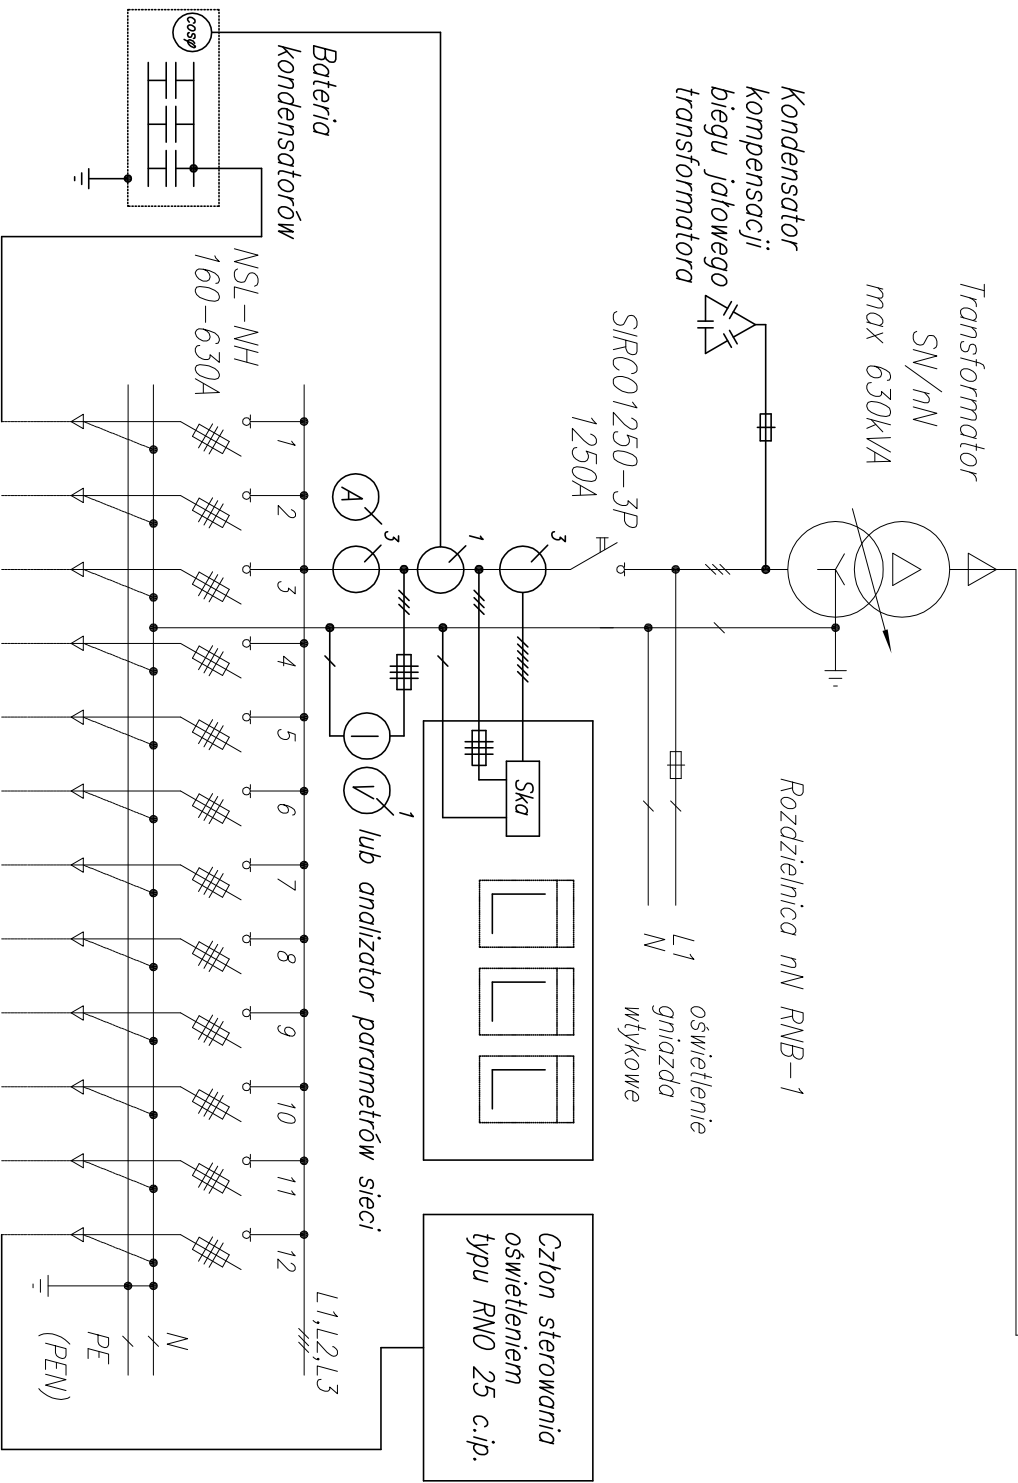 Transformator
SN/nN
max 630kVA
Kondensator
kompensacji
biegu jałowego
transformatora
Rozdzielnica nN RNB-1
SIRCO1250-3P
1250A
L1
N
oświetlenie
gniazda
wtykowe
3
Ska
1
3
A
V
1
lub analizator parametrów sieci
Człon sterowania
oświetleniem
typu RNO 25 c.ip.
cosφ
Bateria
kondensatorów
NSL-NH
160-630A
1
2
3
4
5
6
7
8
9
10
11
12
L1,L2,L3
N
PE
(PEN)